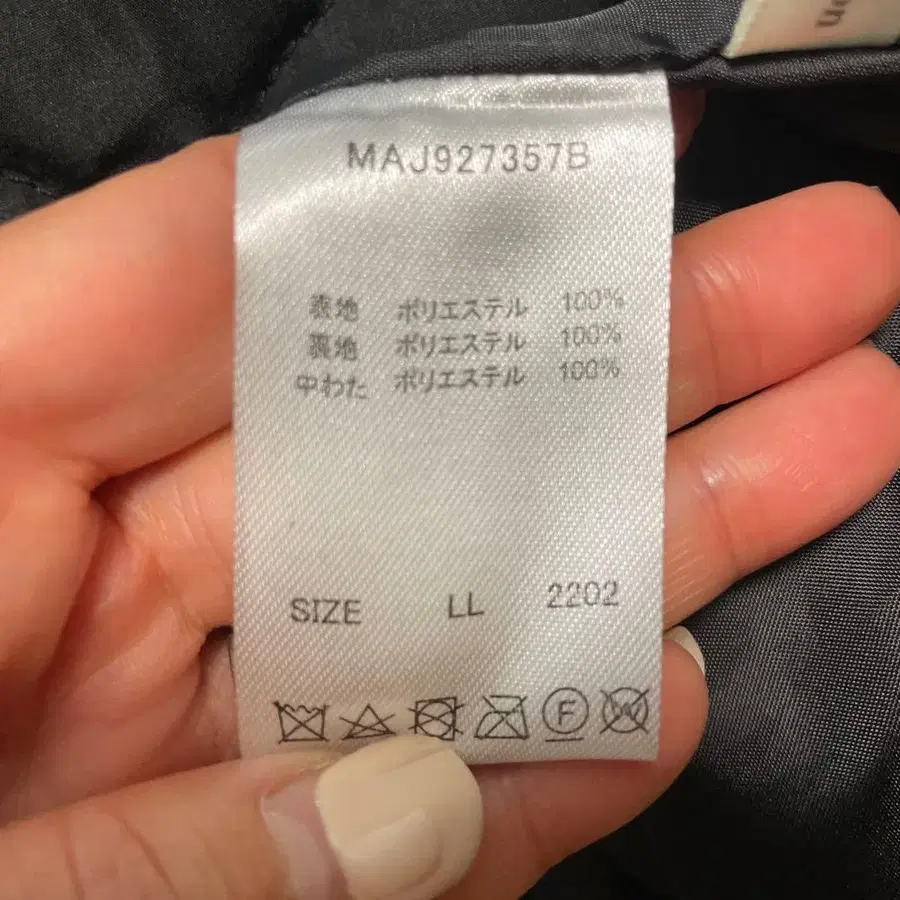 MAJ927357B
表地 ポリエステル 100%
裏地 ポリエステル 100%
中わた ポリエステル 100%
SIZE LL 2202
F
W